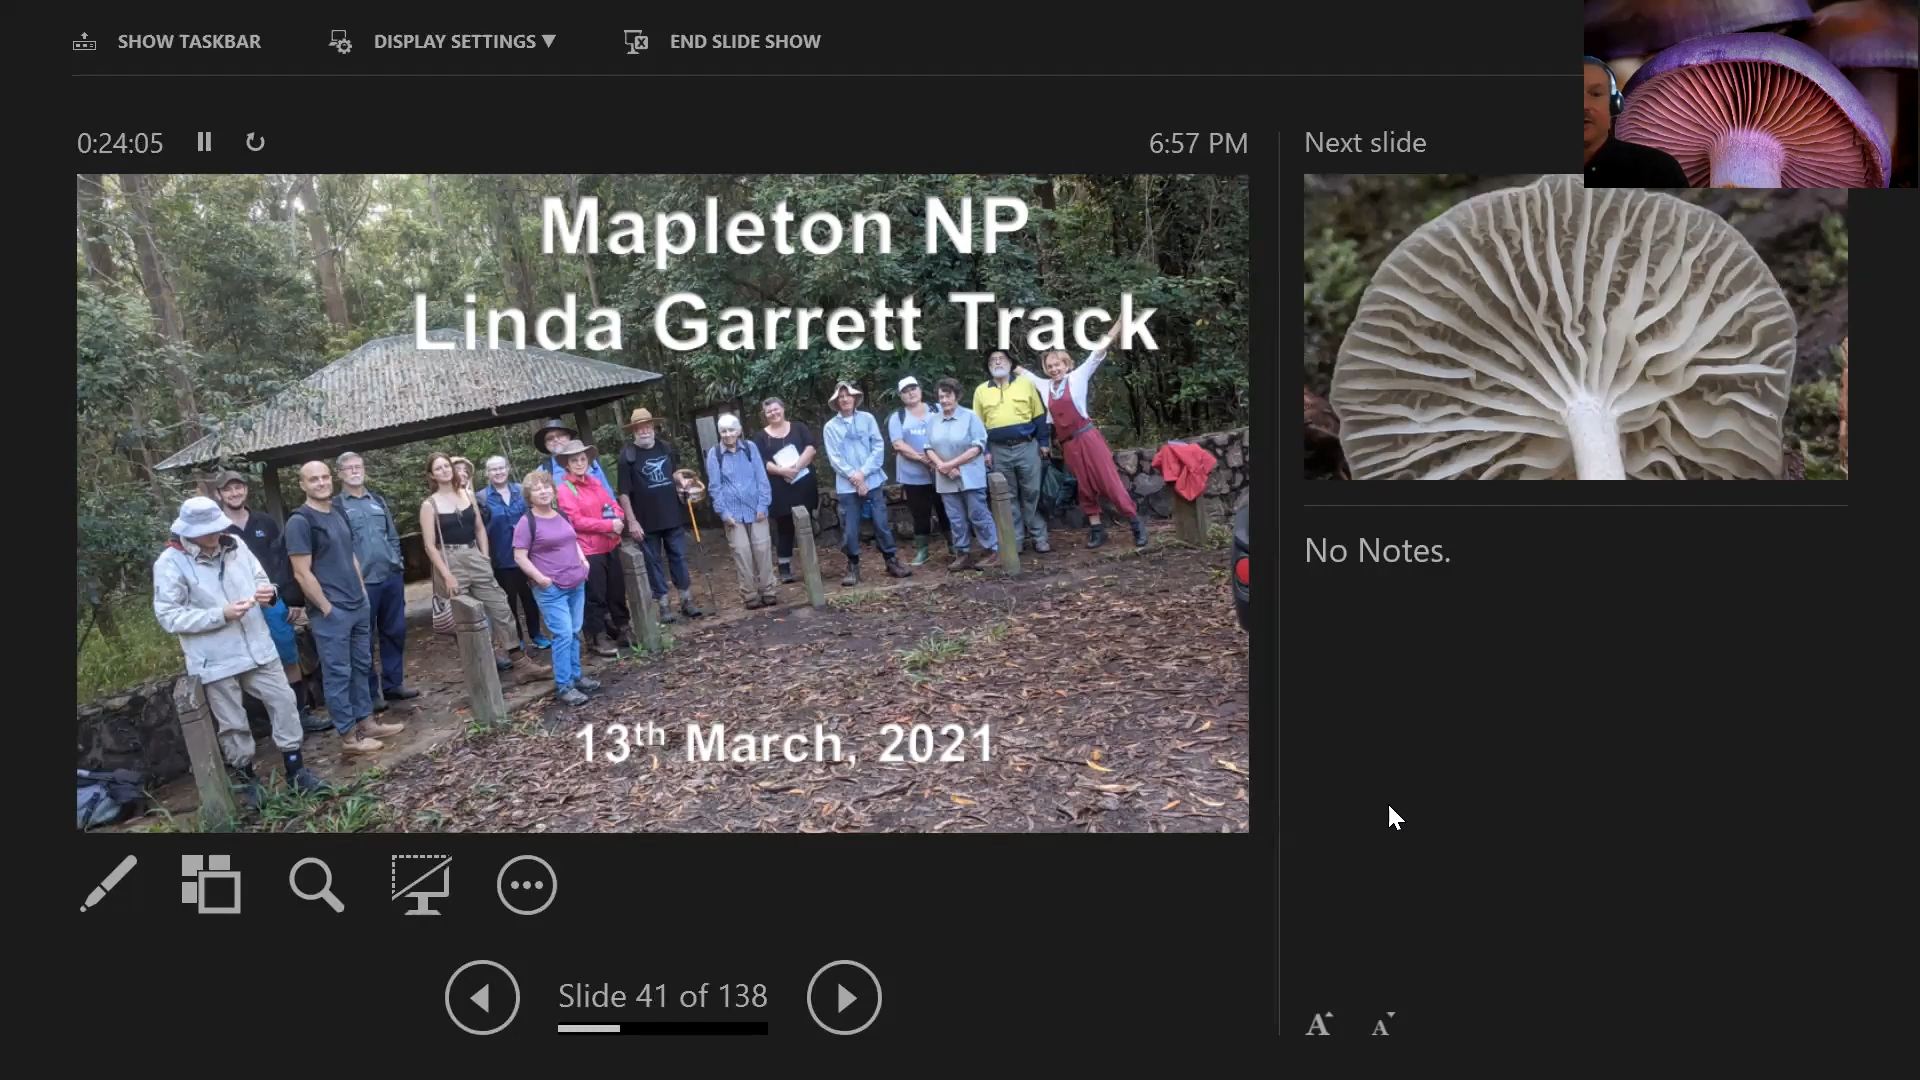 SHOW TASKBAR
DISPLAY SETTINGS ▼
END SLIDE SHOW
0:24:05
6:57 PM
Next slide
Mapleton NP
Linda Garrett Track
13th March, 2021
No Notes.
Slide 41 of 138
A
A